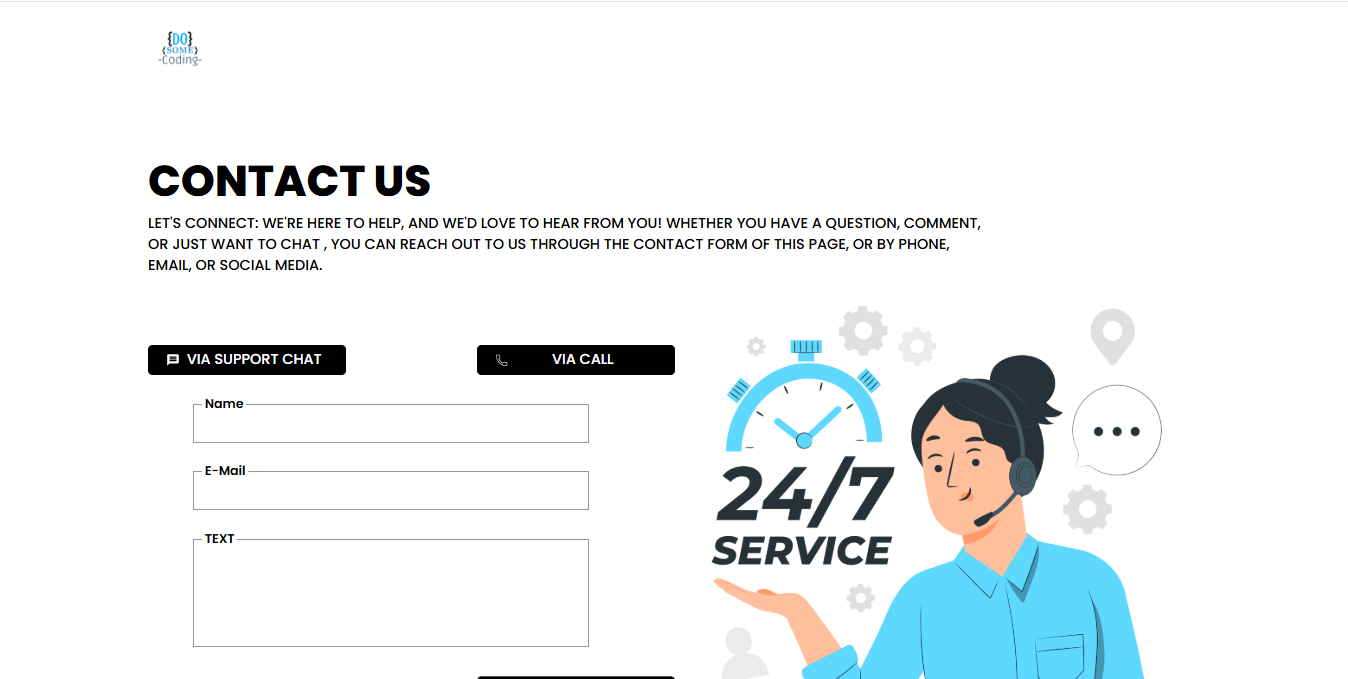 {DO}
{SOME}
-Coding-
CONTACT US
LET'S CONNECT: WE'RE HERE TO HELP, AND WE'D LOVE TO HEAR FROM YOU! WHETHER YOU HAVE A QUESTION, COMMENT,
OR JUST WANT TO CHAT , YOU CAN REACH OUT TO US THROUGH THE CONTACT FORM OF THIS PAGE, OR BY PHONE,
EMAIL, OR SOCIAL MEDIA.
VIA SUPPORT CHAT
VIA CALL
Name
E-Mail
TEXT
24/7
SERVICE